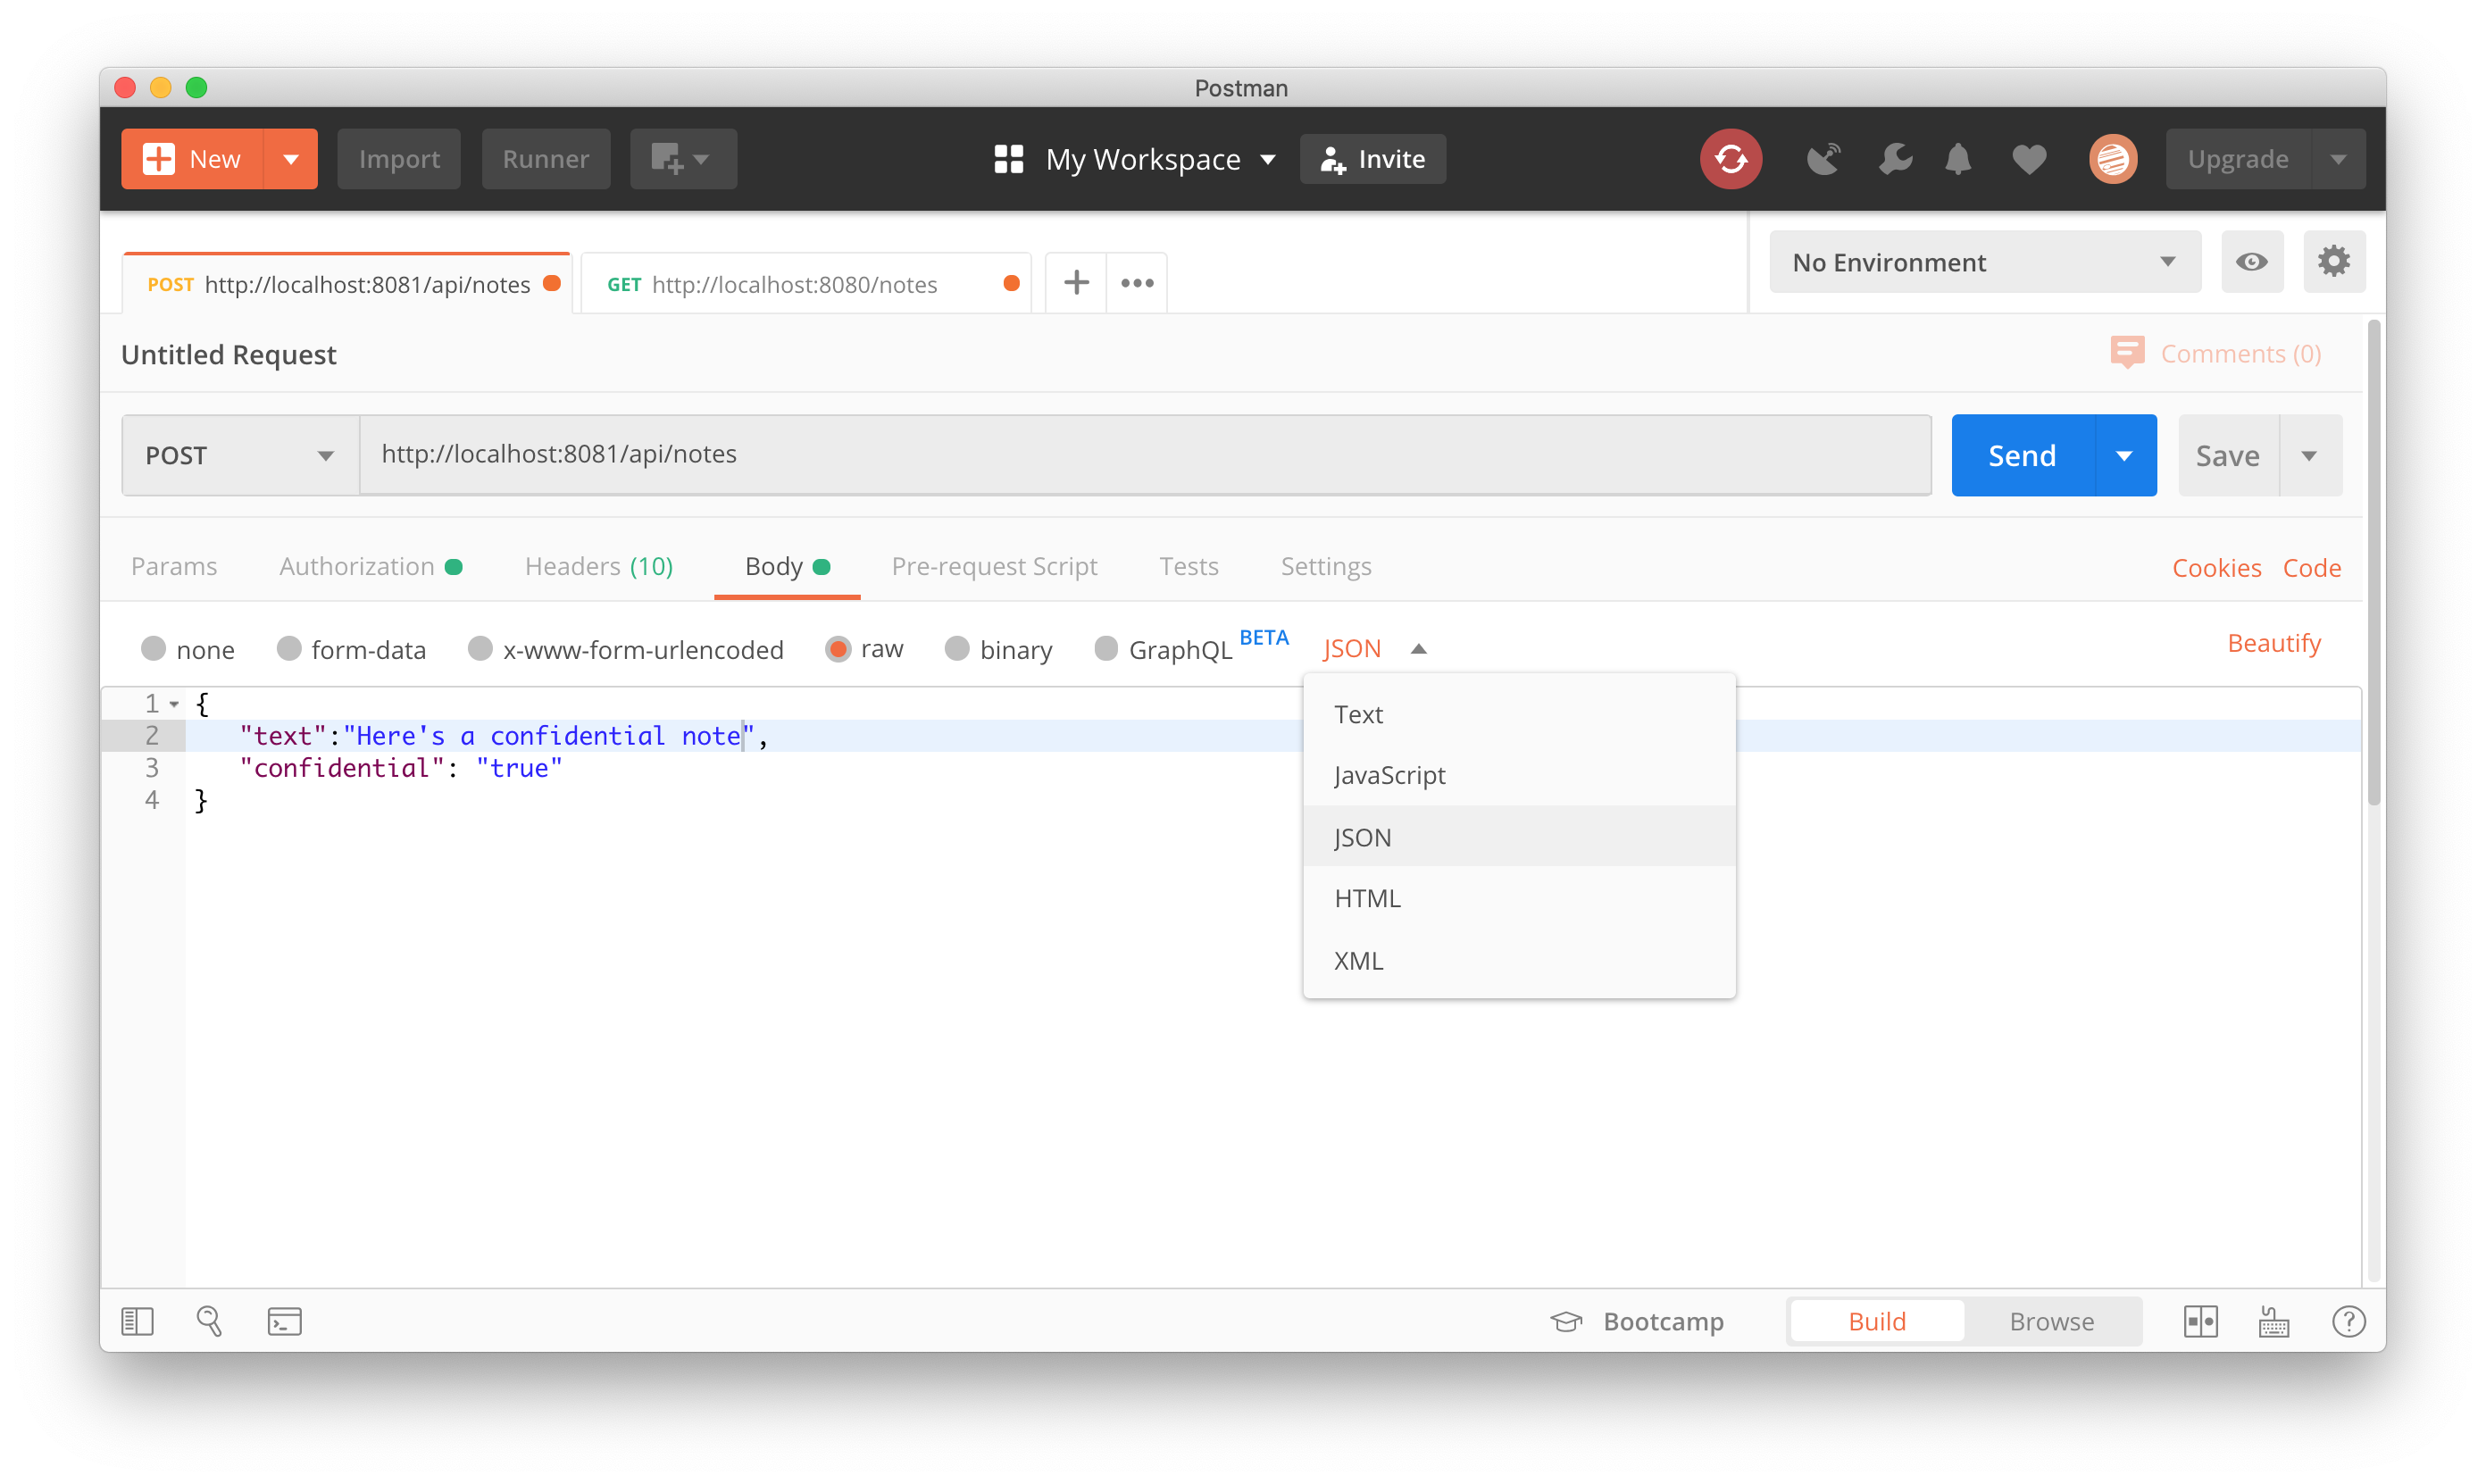 Postman
New
Import
Runner
My Workspace
Invite
Upgrade
POST http://localhost:8081/api/notes
GET http://localhost:8080/notes
No Environment
Untitled Request
Comments (0)
POST
http://localhost:8081/api/notes
Send
Save
Params
Authorization
Headers (10)
Body
Pre-request Script
Tests
Settings
Cookies
Code
none
form-data
x-www-form-urlencoded
raw
binary
GraphQL BETA
JSON
Beautify
1 {
2 "text":"Here's a confidential note",
3 "confidential": "true"
4 }
Text
JavaScript
JSON
HTML
XML
Bootcamp
Build
Browse